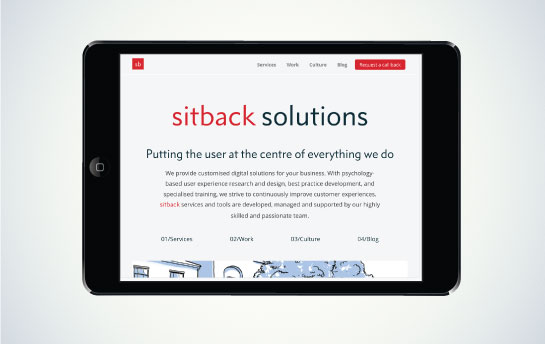 sb
Services Work Culture Blog Request a call back
sitback solutions
Putting the user at the centre of everything we do
We provide customised digital solutions for your business. With psychology-
based user experience research and design, best practice development, and
specialised training, we strive to continuously improve customer experiences.
sitback services and tools are developed, managed and supported by our highly
skilled and passionate team.
01/Services 02/Work 03/Culture 04/Blog